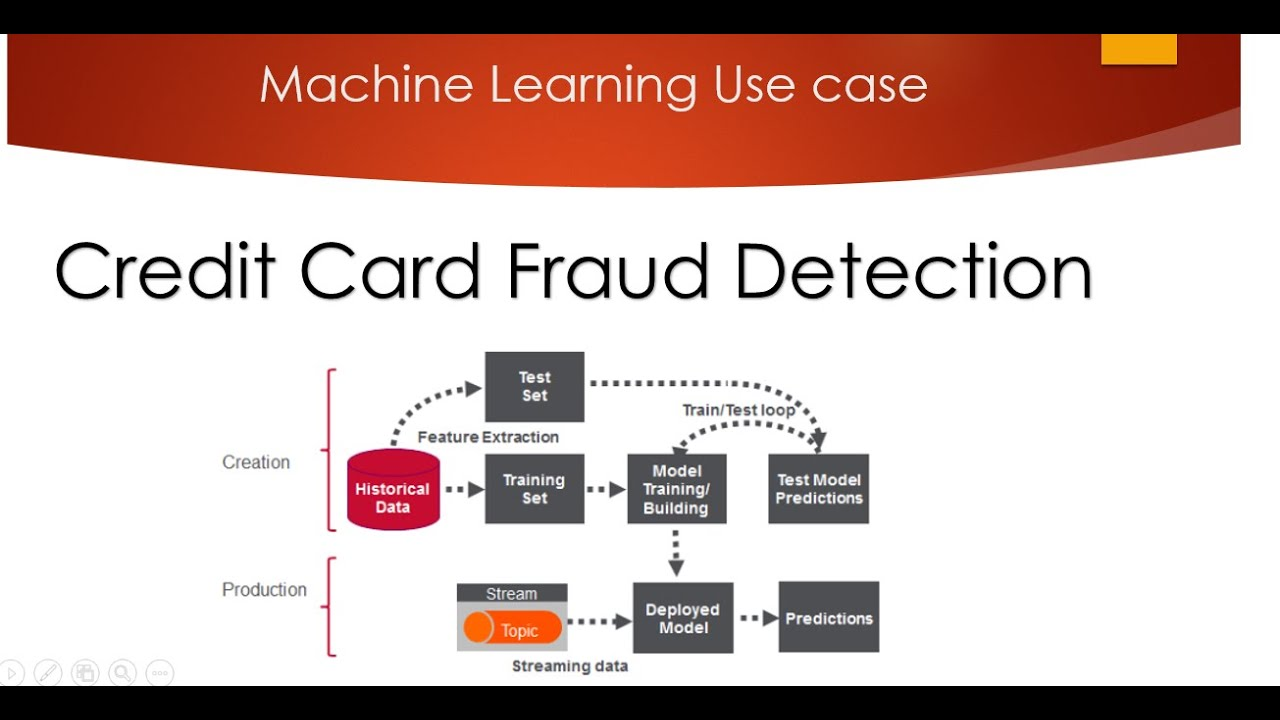 Machine Learning Use case
Credit Card Fraud Detection
Creation
Historical
Data
Feature Extraction
Test
Set
Training
Set
Train/Test loop
Model
Training/
Building
Test Model
Predictions
Production
Stream
Topic
Streaming data
Deployed
Model
Predictions